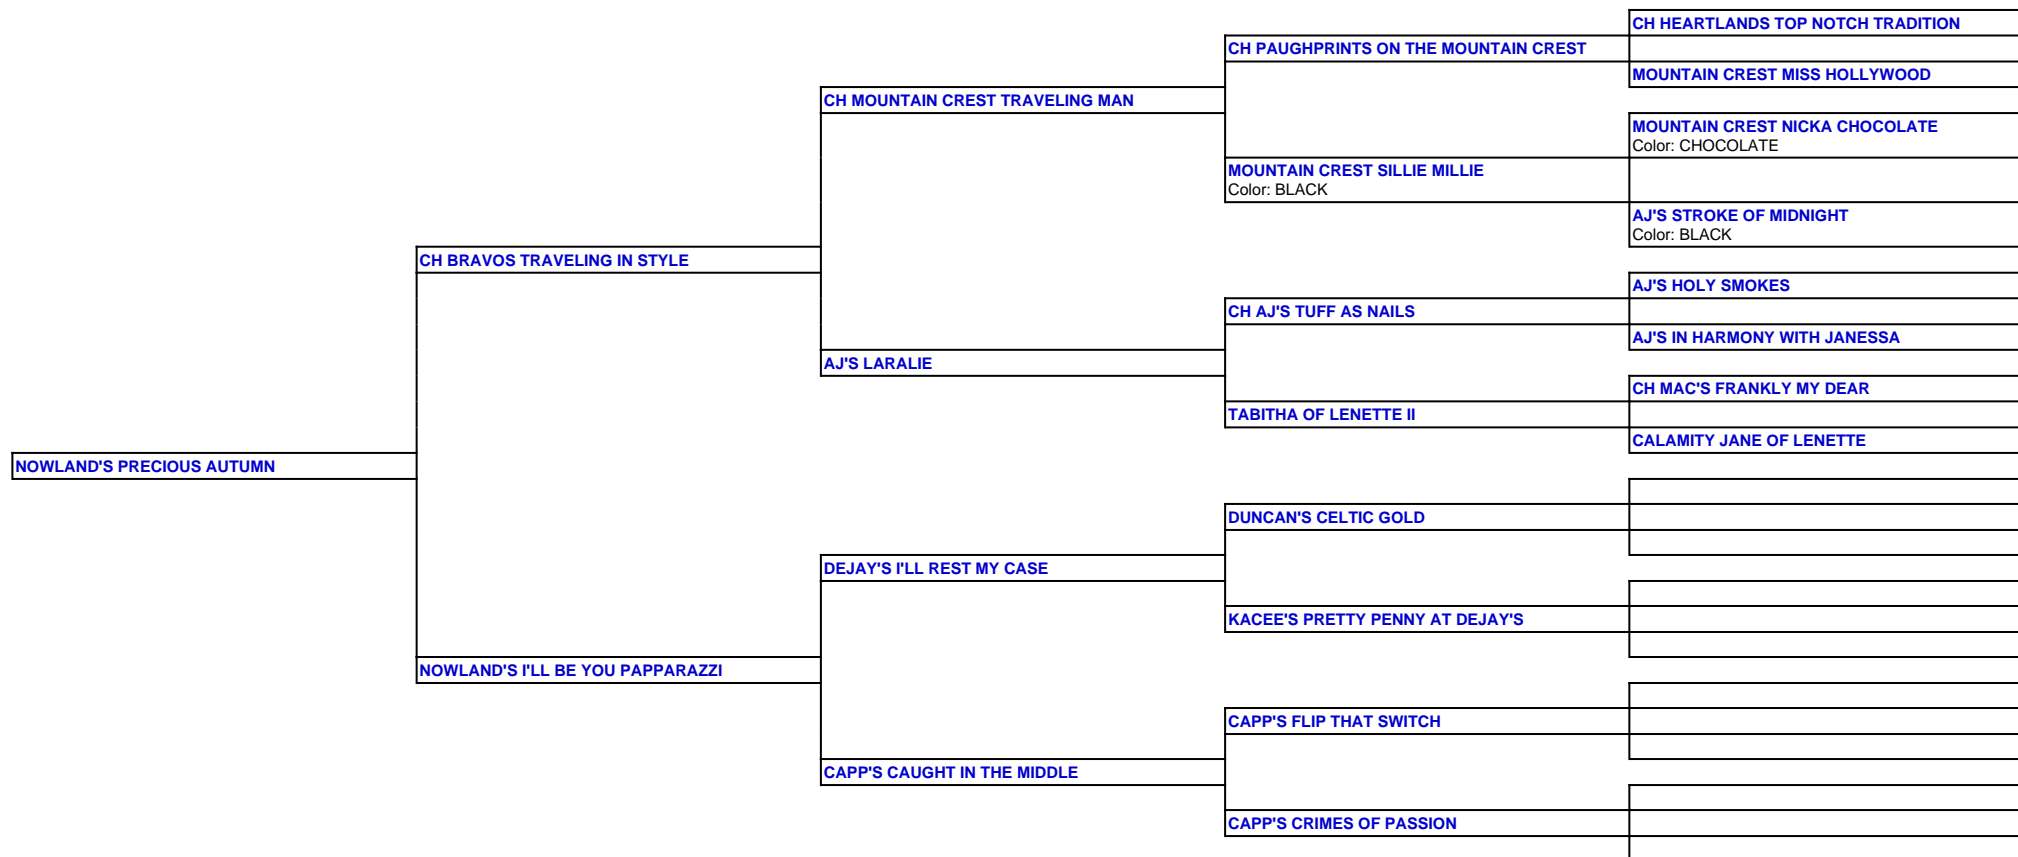 CH HEARTLANDS TOP NOTCH TRADITION
CH PAUGHPRINTS ON THE MOUNTAIN CREST
MOUNTAIN CREST MISS HOLLYWOOD
CH MOUNTAIN CREST TRAVELING MAN
MOUNTAIN CREST NICKA CHOCOLATE
Color: CHOCOLATE
MOUNTAIN CREST SILLIE MILLIE
Color: BLACK
AJ'S STROKE OF MIDNIGHT
Color: BLACK
CH BRAVOS TRAVELING IN STYLE
AJ'S HOLY SMOKES
CH AJ'S TUFF AS NAILS
AJ'S IN HARMONY WITH JANESSA
AJ'S LARALIE
CH MAC'S FRANKLY MY DEAR
TABITHA OF LENETTE II
CALAMITY JANE OF LENETTE
NOWLAND'S PRECIOUS AUTUMN
DUNCAN'S CELTIC GOLD
DEJAY'S I'LL REST MY CASE
KACEE'S PRETTY PENNY AT DEJAY'S
NOWLAND'S I'LL BE YOU PAPPARAZZI
CAPP'S FLIP THAT SWITCH
CAPP'S CAUGHT IN THE MIDDLE
CAPP'S CRIMES OF PASSION